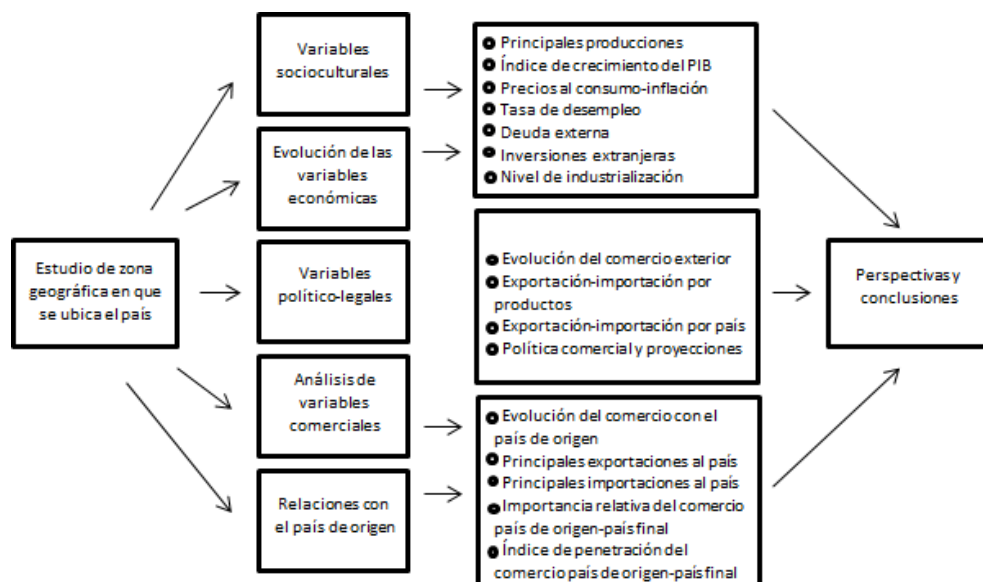 Estudio de zona
geográfica en que
se ubica el país
Variables
socioculturales
Evolución de las
variables
económicas
Variables
político-legales
Análisis de
variables
comerciales
Relaciones con
el país de origen
Principales producciones
Índice de crecimiento del PIB
Precios al consumo-inflación
Tasa de desempleo
Deuda externa
Inversiones extranjeras
Nivel de industrialización
Evolución del comercio exterior
Exportación-importación por
productos
Exportación-importación por país
Política comercial y proyecciones
Evolución del comercio con el
país de origen
Principales exportaciones al país
Principales importaciones al país
Importancia relativa del comercio
país de origen-país final
Índice de penetración del
comercio país de origen-país final
Perspectivas y
conclusiones